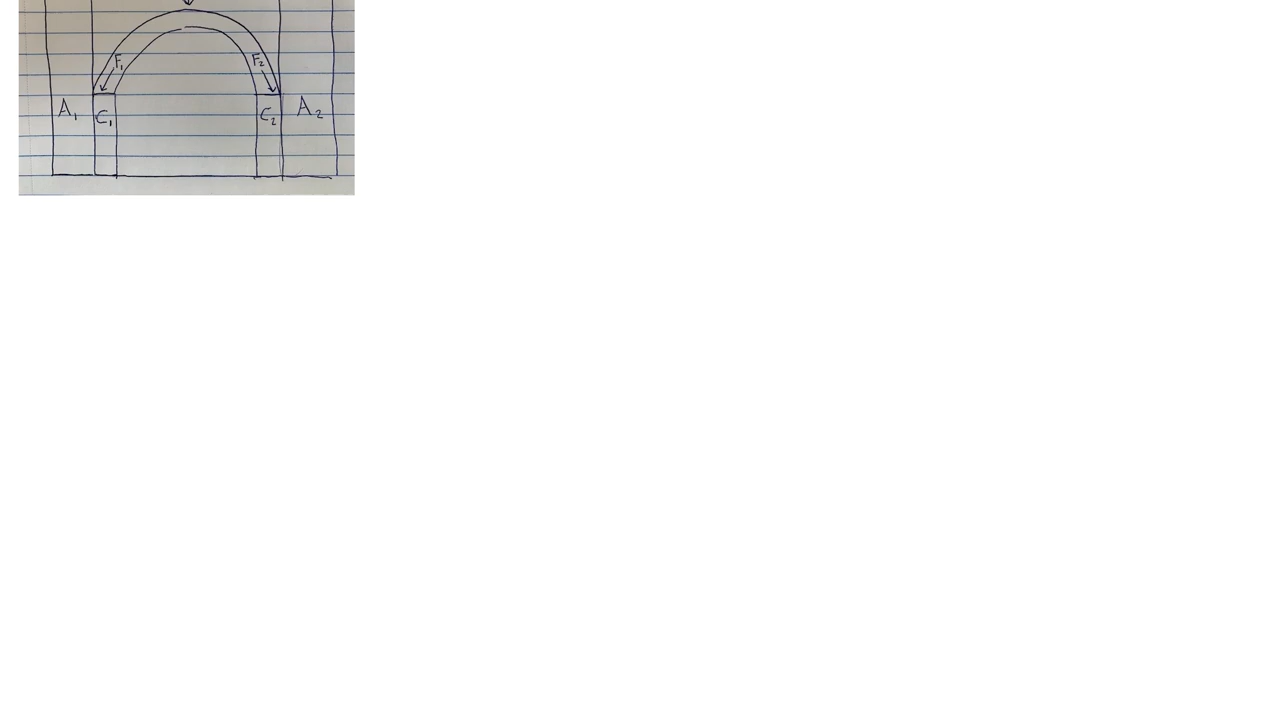 F₁ F₂
A₁ C₁ C₂ A₂